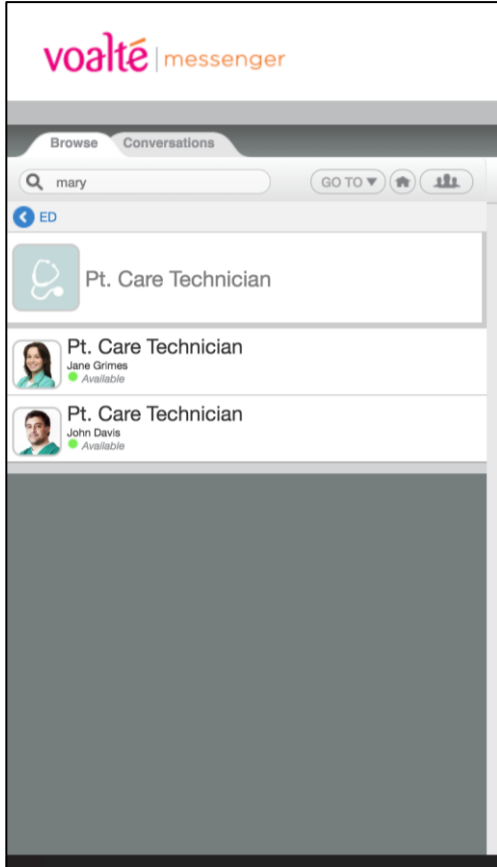 voalté | messenger
Browse Conversations
mary GO TO ▼
ED
Pt. Care Technician
Pt. Care Technician
Jane Grimes
Available
Pt. Care Technician
John Davis
Available